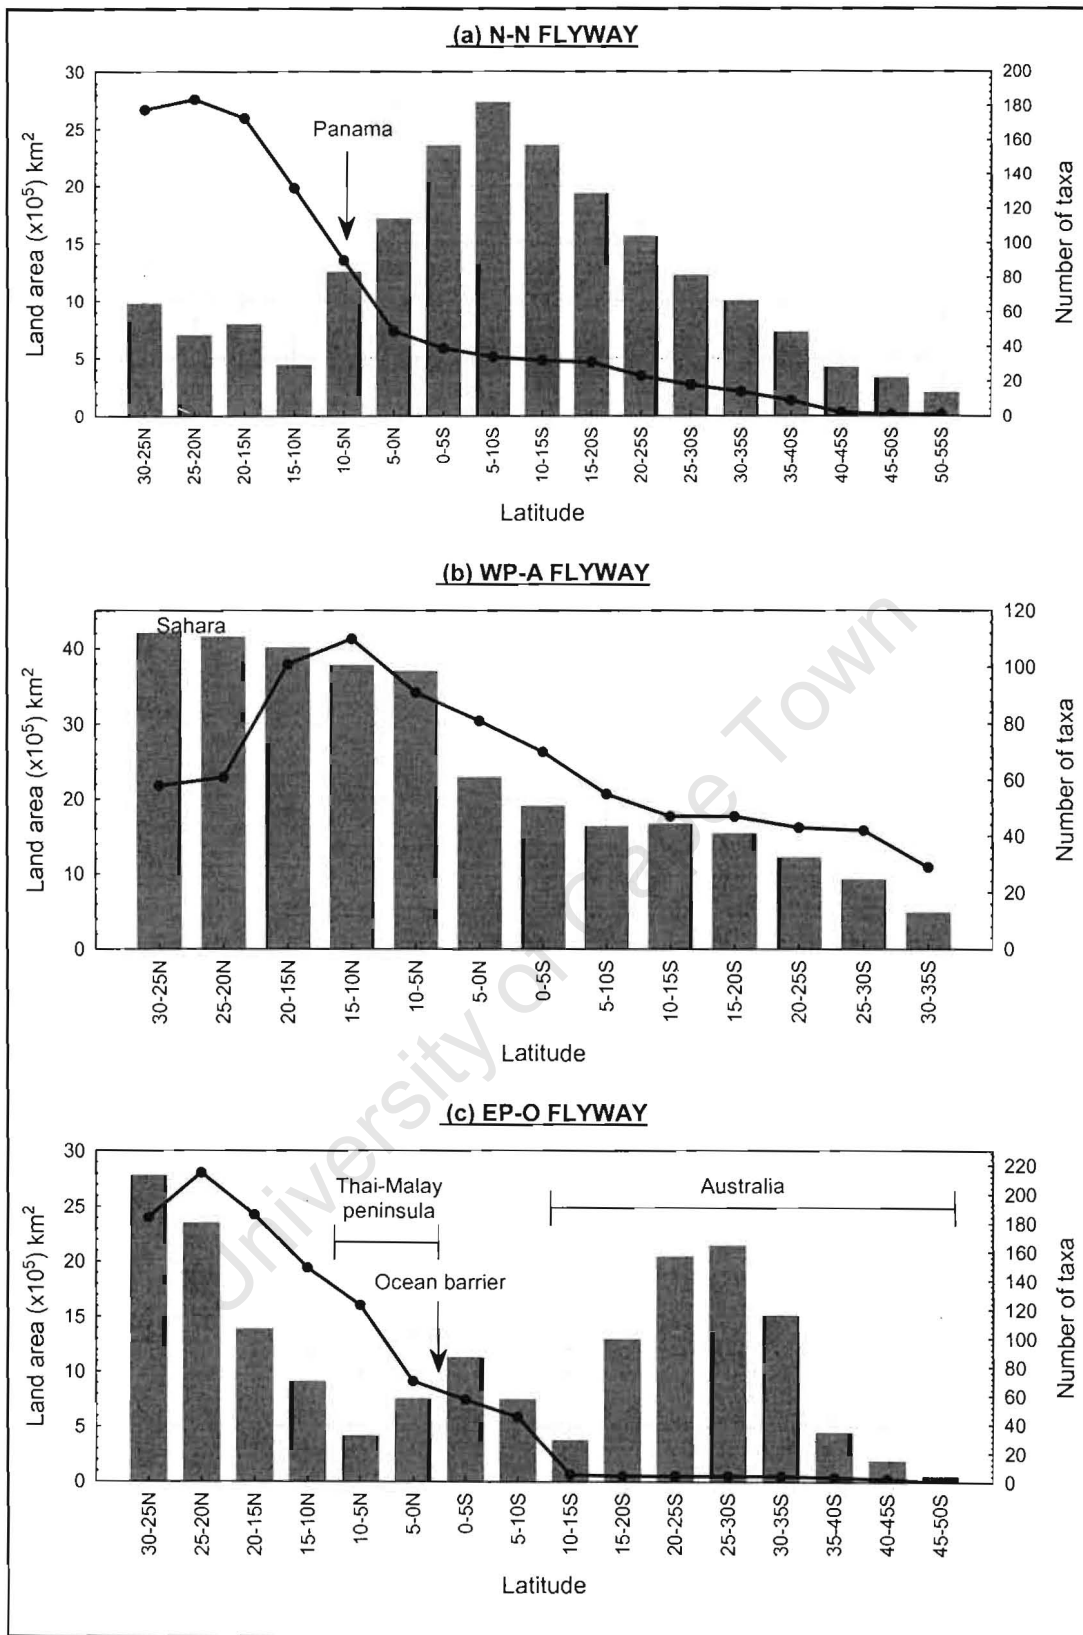 (a) N-N FLYWAY
30
25
20
15
10
5
0
Land area (x10⁵) km²
200
180
160
140
120
100
80
60
40
20
0
Number of taxa
Panama
30-25N
25-20N
20-15N
15-10N
10-5N
5-0N
0-5S
5-10S
10-15S
15-20S
20-25S
25-30S
30-35S
35-40S
40-45S
45-50S
50-55S
Latitude
(b) WP-A FLYWAY
40
30
20
10
0
Land area (x10⁵) km²
120
100
80
60
40
20
0
Number of taxa
Sahara
30-25N
25-20N
20-15N
15-10N
10-5N
5-0N
0-5S
5-10S
10-15S
15-20S
20-25S
25-30S
30-35S
Latitude
(c) EP-O FLYWAY
30
25
20
15
10
5
0
Land area (x10⁵) km²
220
200
180
160
140
120
100
80
60
40
20
0
Number of taxa
Thai-Malay
peninsula
Ocean barrier
Australia
30-25N
25-20N
20-15N
15-10N
10-5N
5-0N
0-5S
5-10S
10-15S
15-20S
20-25S
25-30S
30-35S
35-40S
40-45S
45-50S
Latitude
University of Cape Town